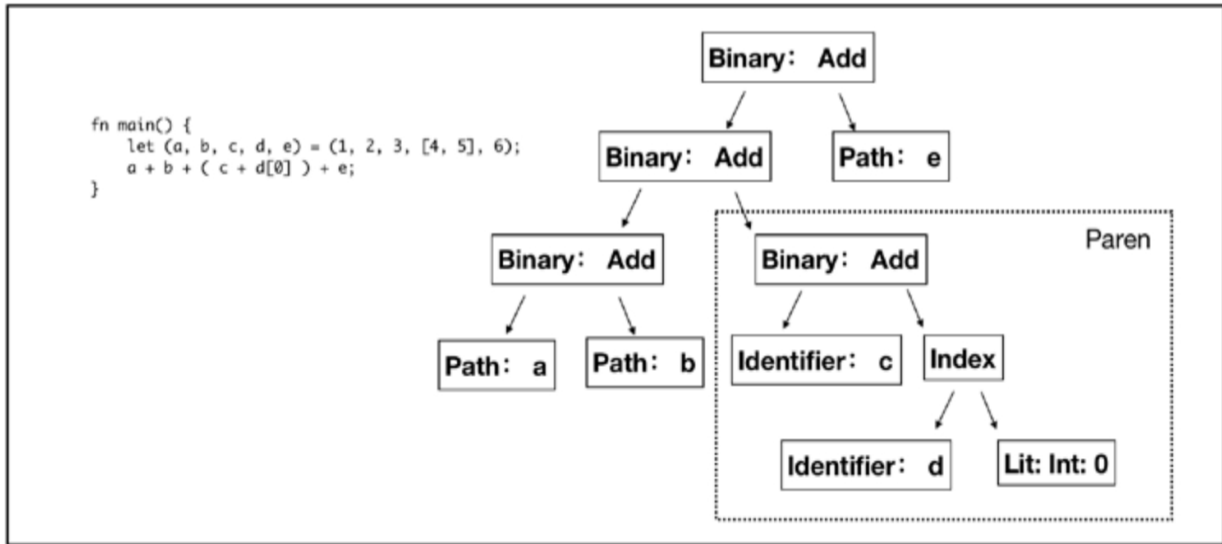 fn main() {
    let (a, b, c, d, e) = (1, 2, 3, [4, 5], 6);
    a + b + ( c + d[0] ) + e;
}
Binary: Add
Binary: Add
Path: e
Paren
Binary: Add
Binary: Add
Path: a
Path: b
Identifier: c
Index
Identifier: d
Lit: Int: 0